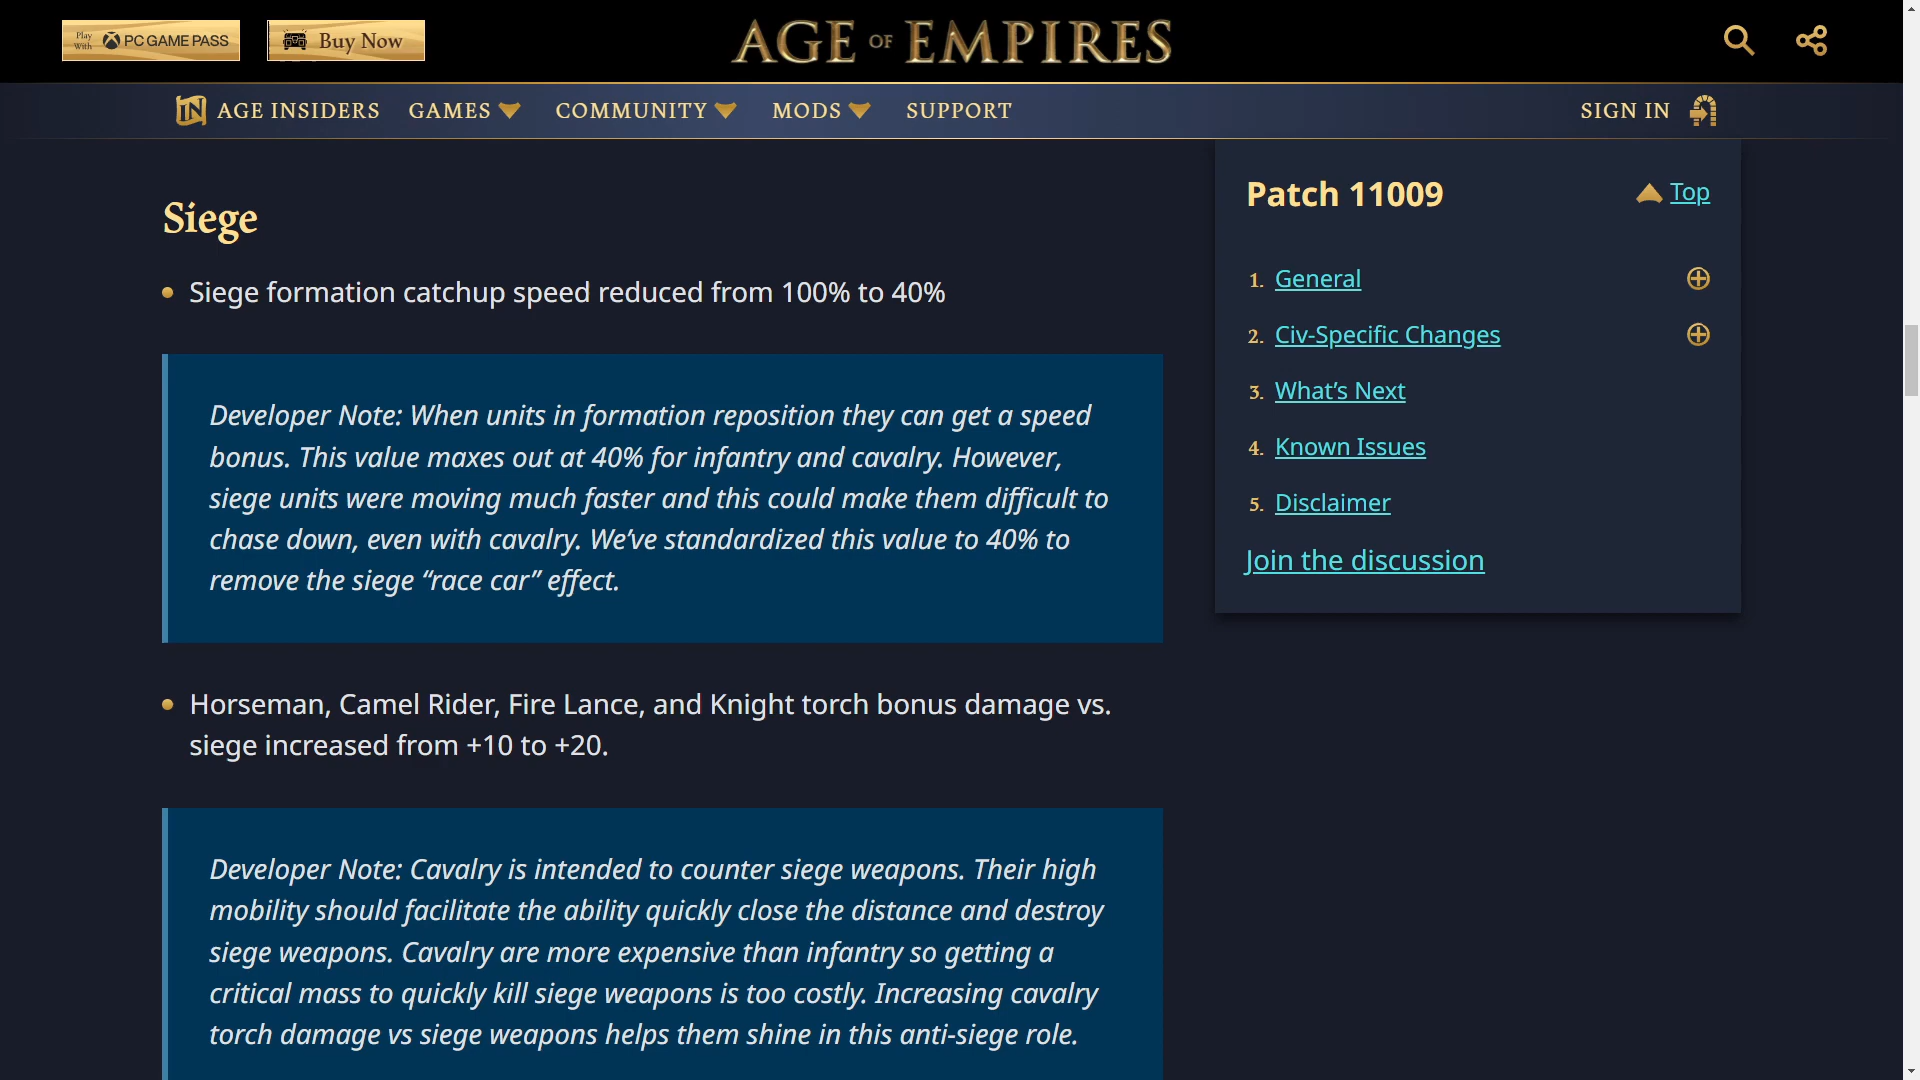 Play With PC GAME PASS
Buy Now
AGE OF EMPIRES
IN AGE INSIDERS GAMES COMMUNITY MODS SUPPORT SIGN IN
Siege
Siege formation catchup speed reduced from 100% to 40%
Developer Note: When units in formation reposition they can get a speed
bonus. This value maxes out at 40% for infantry and cavalry. However,
siege units were moving much faster and this could make them difficult to
chase down, even with cavalry. We’ve standardized this value to 40% to
remove the siege “race car” effect.
Horseman, Camel Rider, Fire Lance, and Knight torch bonus damage vs.
siege increased from +10 to +20.
Developer Note: Cavalry is intended to counter siege weapons. Their high
mobility should facilitate the ability quickly close the distance and destroy
siege weapons. Cavalry are more expensive than infantry so getting a
critical mass to quickly kill siege weapons is too costly. Increasing cavalry
torch damage vs siege weapons helps them shine in this anti-siege role.
Patch 11009 Top
1. General
2. Civ-Specific Changes
3. What’s Next
4. Known Issues
5. Disclaimer
Join the discussion